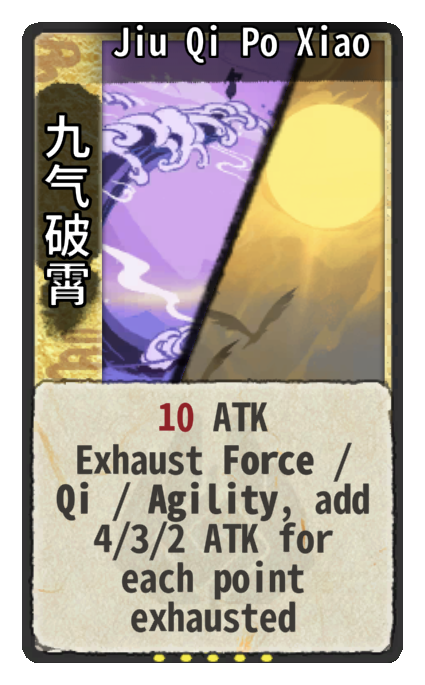 Jiu Qi Po Xiao
九气破霄
10 ATK
Exhaust Force /
Qi / Agility, add
4/3/2 ATK for
each point
exhausted